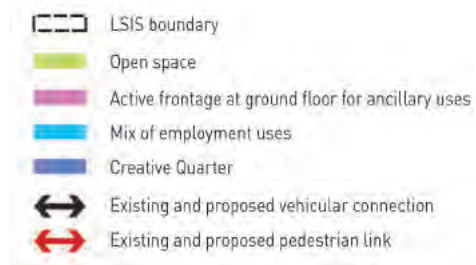 LSIS boundary
Open space
Active frontage at ground floor for ancillary uses
Mix of employment uses
Creative Quarter
Existing and proposed vehicular connection
Existing and proposed pedestrian link